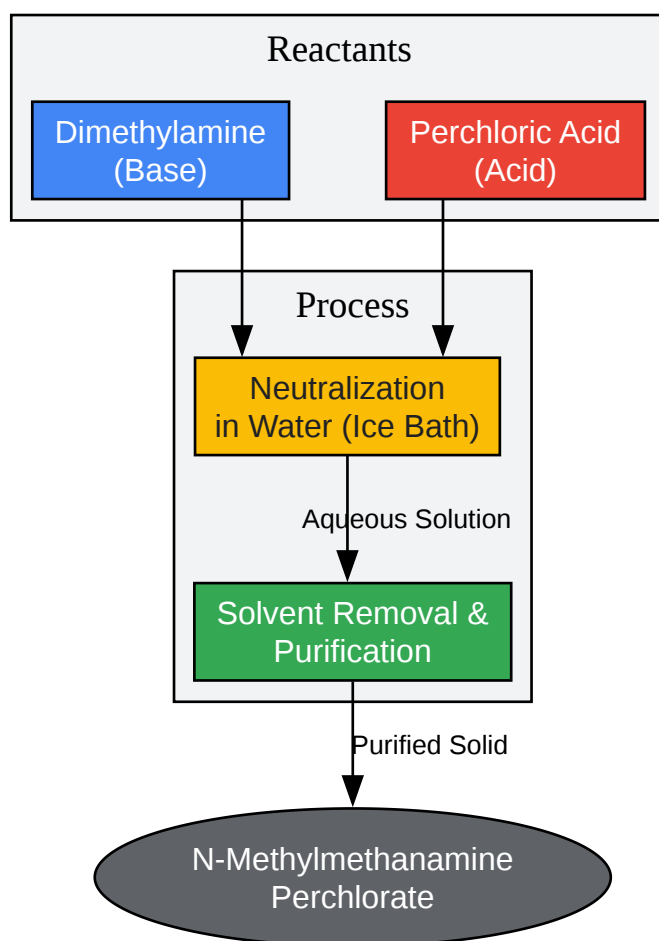 Reactants
Dimethylamine
(Base)
Perchloric Acid
(Acid)
Process
Neutralization
in Water (Ice Bath)
Aqueous Solution
Solvent Removal &
Purification
Purified Solid
N-Methylmethanamine
Perchlorate